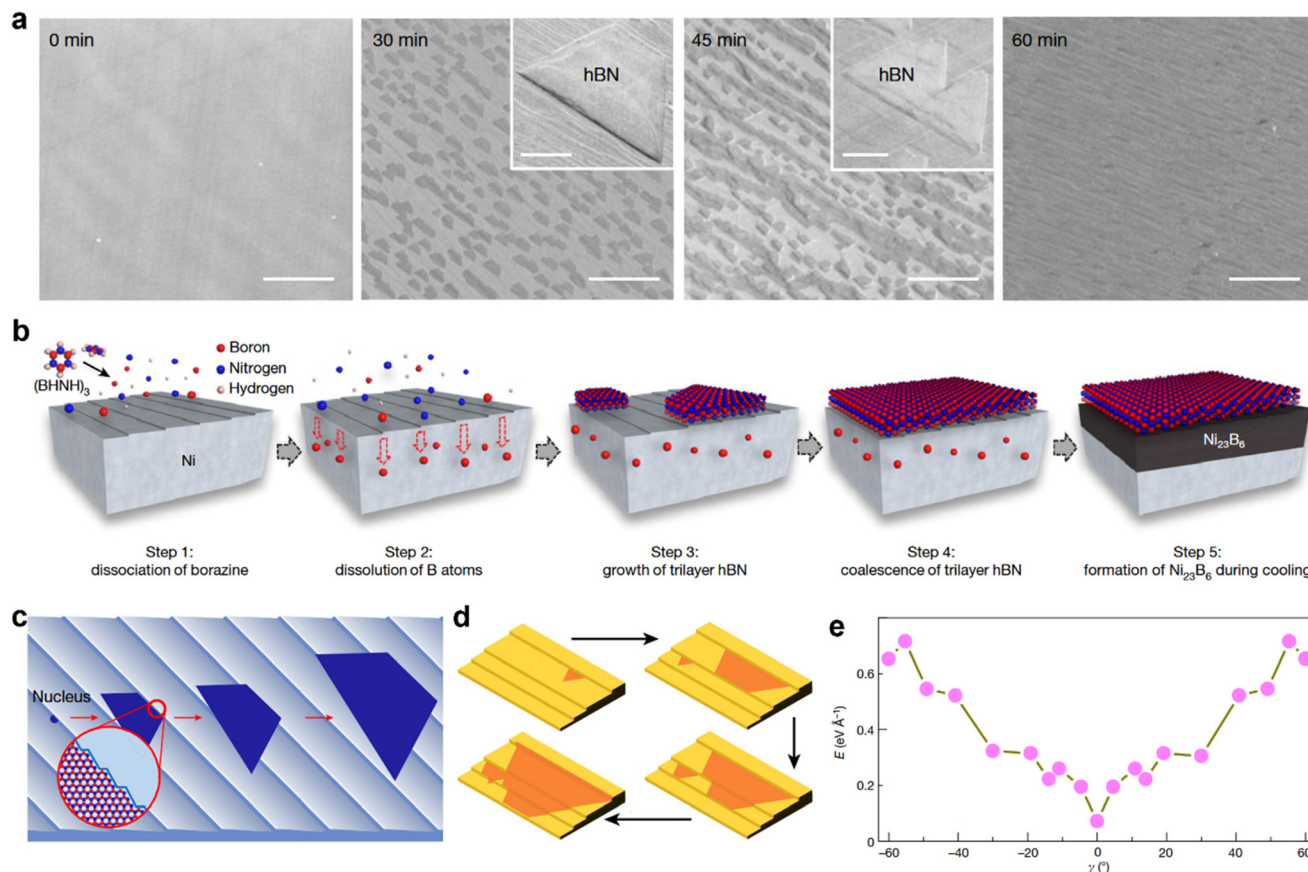 a
0 min
30 min
hBN
45 min
hBN
60 min
b
(BHNH)₃
Boron
Nitrogen
Hydrogen
Ni
Ni₂₃B₆
Step 1:
dissociation of borazine
Step 2:
dissolution of B atoms
Step 3:
growth of trilayer hBN
Step 4:
coalescence of trilayer hBN
Step 5:
formation of Ni₂₃B₆ during cooling
c
Nucleus
d
e
E (eV Å⁻¹)
0.6
0.4
0.2
0
–60
–40
–20
0
20
40
60
γ (°)